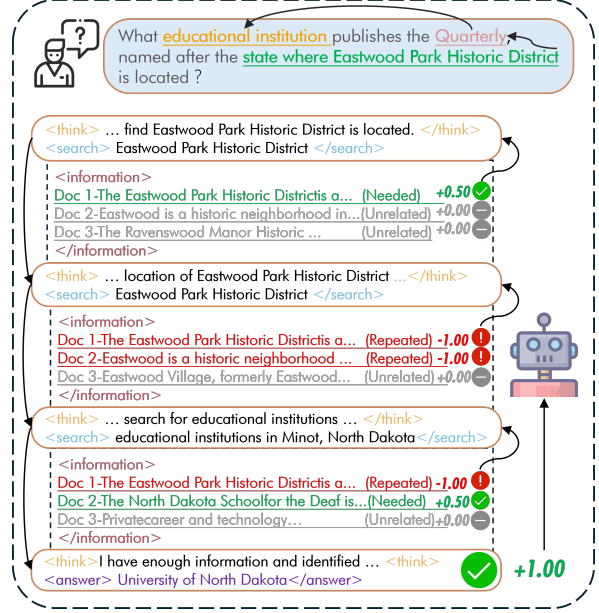 What educational institution publishes the Quarterly
named after the state where Eastwood Park Historic District
is located ?
<think> ... find Eastwood Park Historic District is located. </think>
<search> Eastwood Park Historic District </search>
<information>
Doc 1-The Eastwood Park Historic Districtis a... (Needed) +0.50
Doc 2-Eastwood is a historic neighborhood in...(Unrelated) +0.00
Doc 3-The Ravenswood Manor Historic ... (Unrelated) +0.00
</information>
<think> ... location of Eastwood Park Historic District ...</think>
<search> Eastwood Park Historic District </search>
<information>
Doc 1-The Eastwood Park Historic Districtis a... (Repeated) -1.00
Doc 2-Eastwood is a historic neighborhood ... (Repeated) -1.00
Doc 3-Eastwood Village, formerly Eastwood... (Unrelated) +0.00
</information>
<think> ... search for educational institutions ... </think>
<search> educational institutions in Minot, North Dakota</search>
<information>
Doc 1-The Eastwood Park Historic Districtis a... (Repeated) -1.00
Doc 2-The North Dakota Schoolfor the Deaf is...(Needed) +0.50
Doc 3-Privatecareer and technology... (Unrelated) +0.00
</information>
<think>I have enough information and identified ... <think>
<answer> University of North Dakota</answer>
+1.00